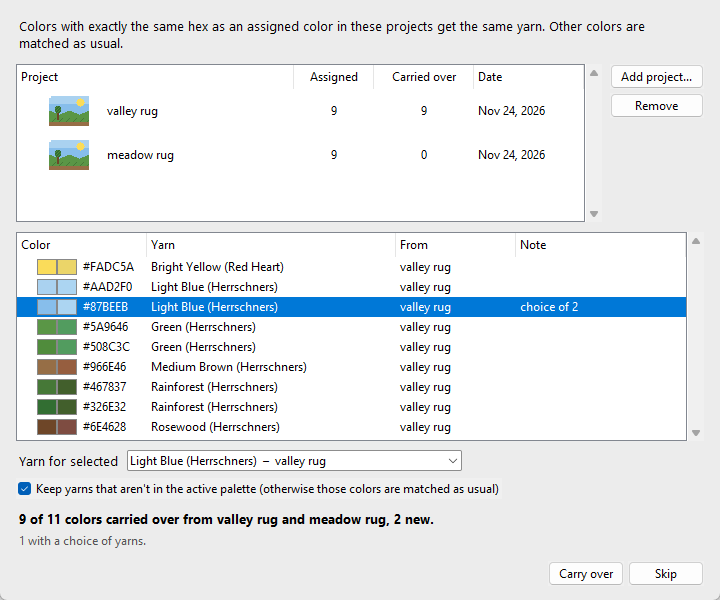 Colors with exactly the same hex as an assigned color in these projects get the same yarn. Other colors are
matched as usual.
Project Assigned Carried over Date
valley rug 9 9 Nov 24, 2026
meadow rug 9 0 Nov 24, 2026
Add project...
Remove
Color Yarn From Note
#FADC5A Bright Yellow (Red Heart) valley rug
#AAD2F0 Light Blue (Herrschners) valley rug
#87BEEB Light Blue (Herrschners) valley rug choice of 2
#5A9646 Green (Herrschners) valley rug
#508C3C Green (Herrschners) valley rug
#966E46 Medium Brown (Herrschners) valley rug
#467837 Rainforest (Herrschners) valley rug
#326E32 Rainforest (Herrschners) valley rug
#6E4628 Rosewood (Herrschners) valley rug
Yarn for selected Light Blue (Herrschners) – valley rug
Keep yarns that aren't in the active palette (otherwise those colors are matched as usual)
9 of 11 colors carried over from valley rug and meadow rug, 2 new.
1 with a choice of yarns.
Carry over Skip